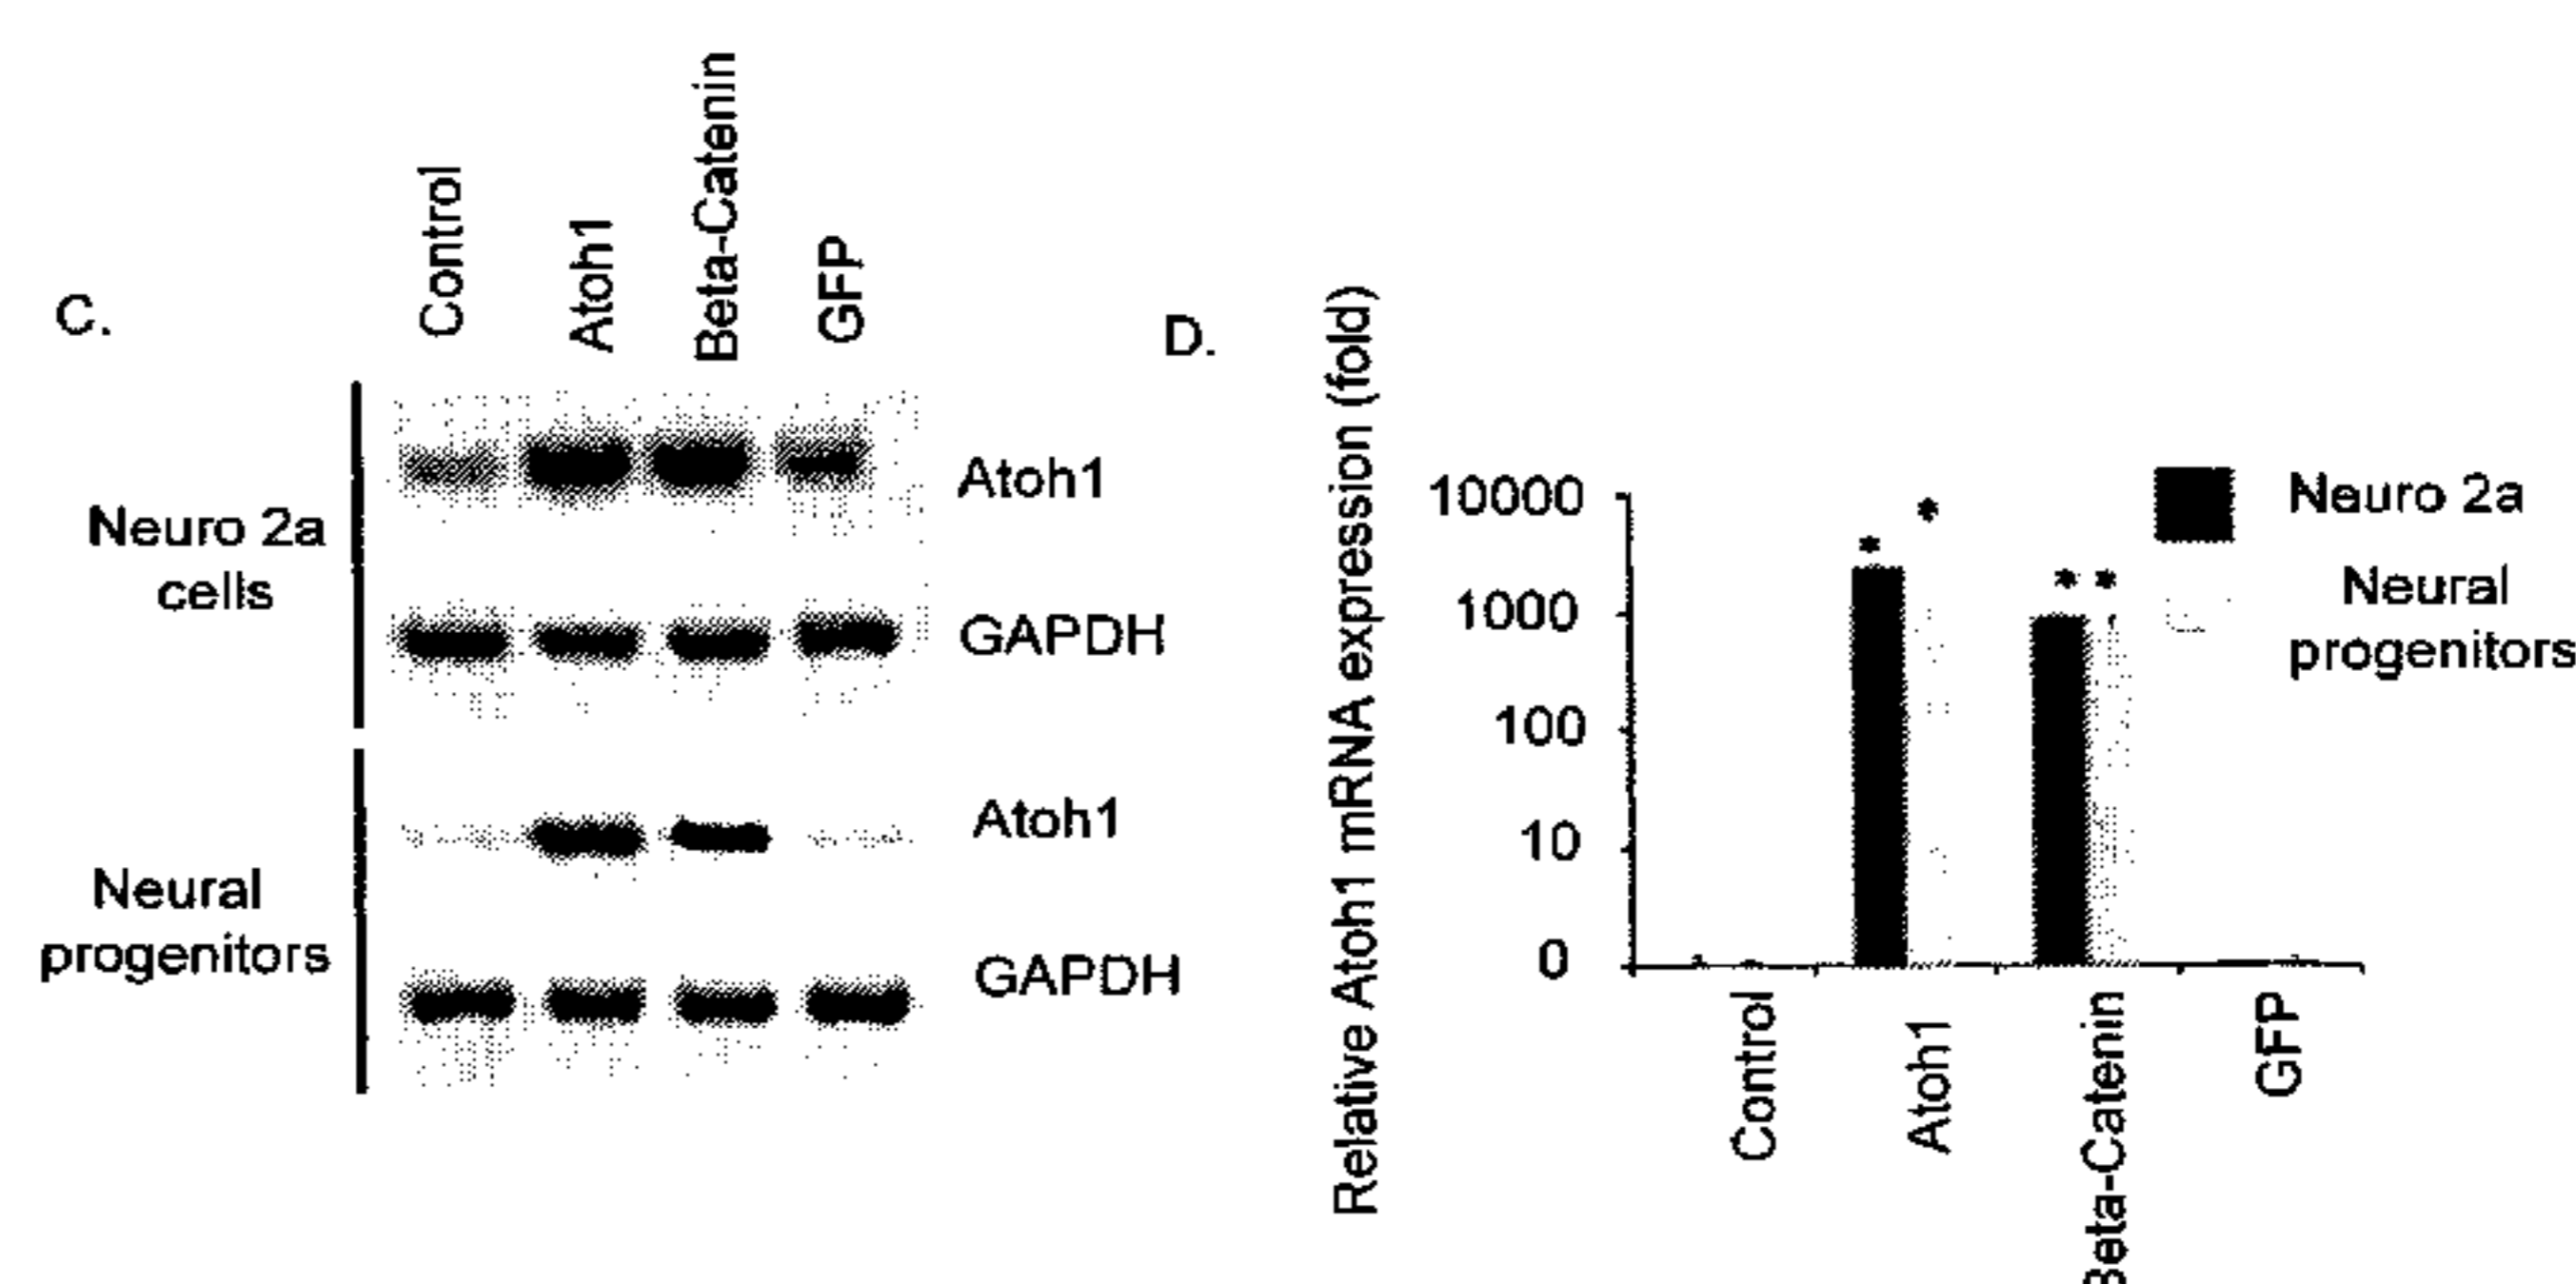 C.
Control
Atoh1
Beta-Catenin
GFP
Neuro 2a
cells
Atoh1
GAPDH
Neural
progenitors
Atoh1
GAPDH
D.
Relative Atoh1 mRNA expression (fold)
10000
1000
100
10
0
* *
* *
Neuro 2a
Neural
progenitors
Control
Atoh1
Beta-Catenin
GFP